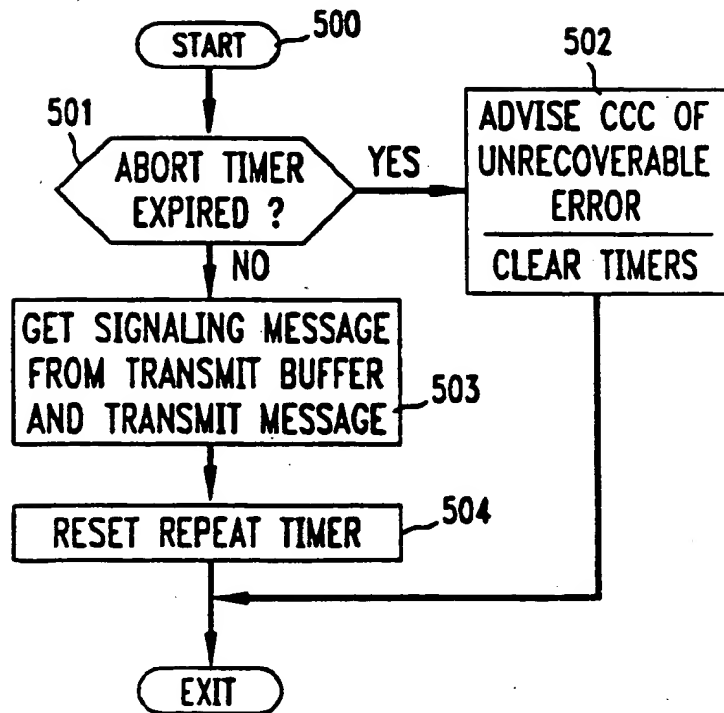 START
500
501
ABORT TIMER
EXPIRED ?
YES
502
ADVISE CCC OF
UNRECOVERABLE
ERROR
CLEAR TIMERS
NO
GET SIGNALING MESSAGE
FROM TRANSMIT BUFFER
AND TRANSMIT MESSAGE
503
RESET REPEAT TIMER
504
EXIT